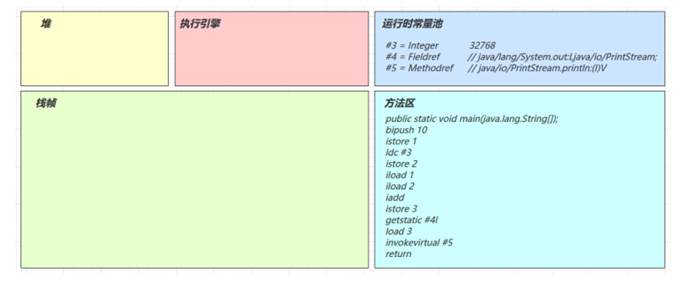 堆
执行引擎
运行时常量池
#3 = Integer 32768
#4 = Fieldref // java/lang/System.out:Ljava/io/PrintStream;
#5 = Methodref // java/io/PrintStream.println:(I)V
栈帧
方法区
public static void main(java.lang.String[]);
bipush 10
istore 1
ldc #3
istore 2
iload 1
iload 2
iadd
istore 3
getstatic #4I
load 3
invokevirtual #5
return